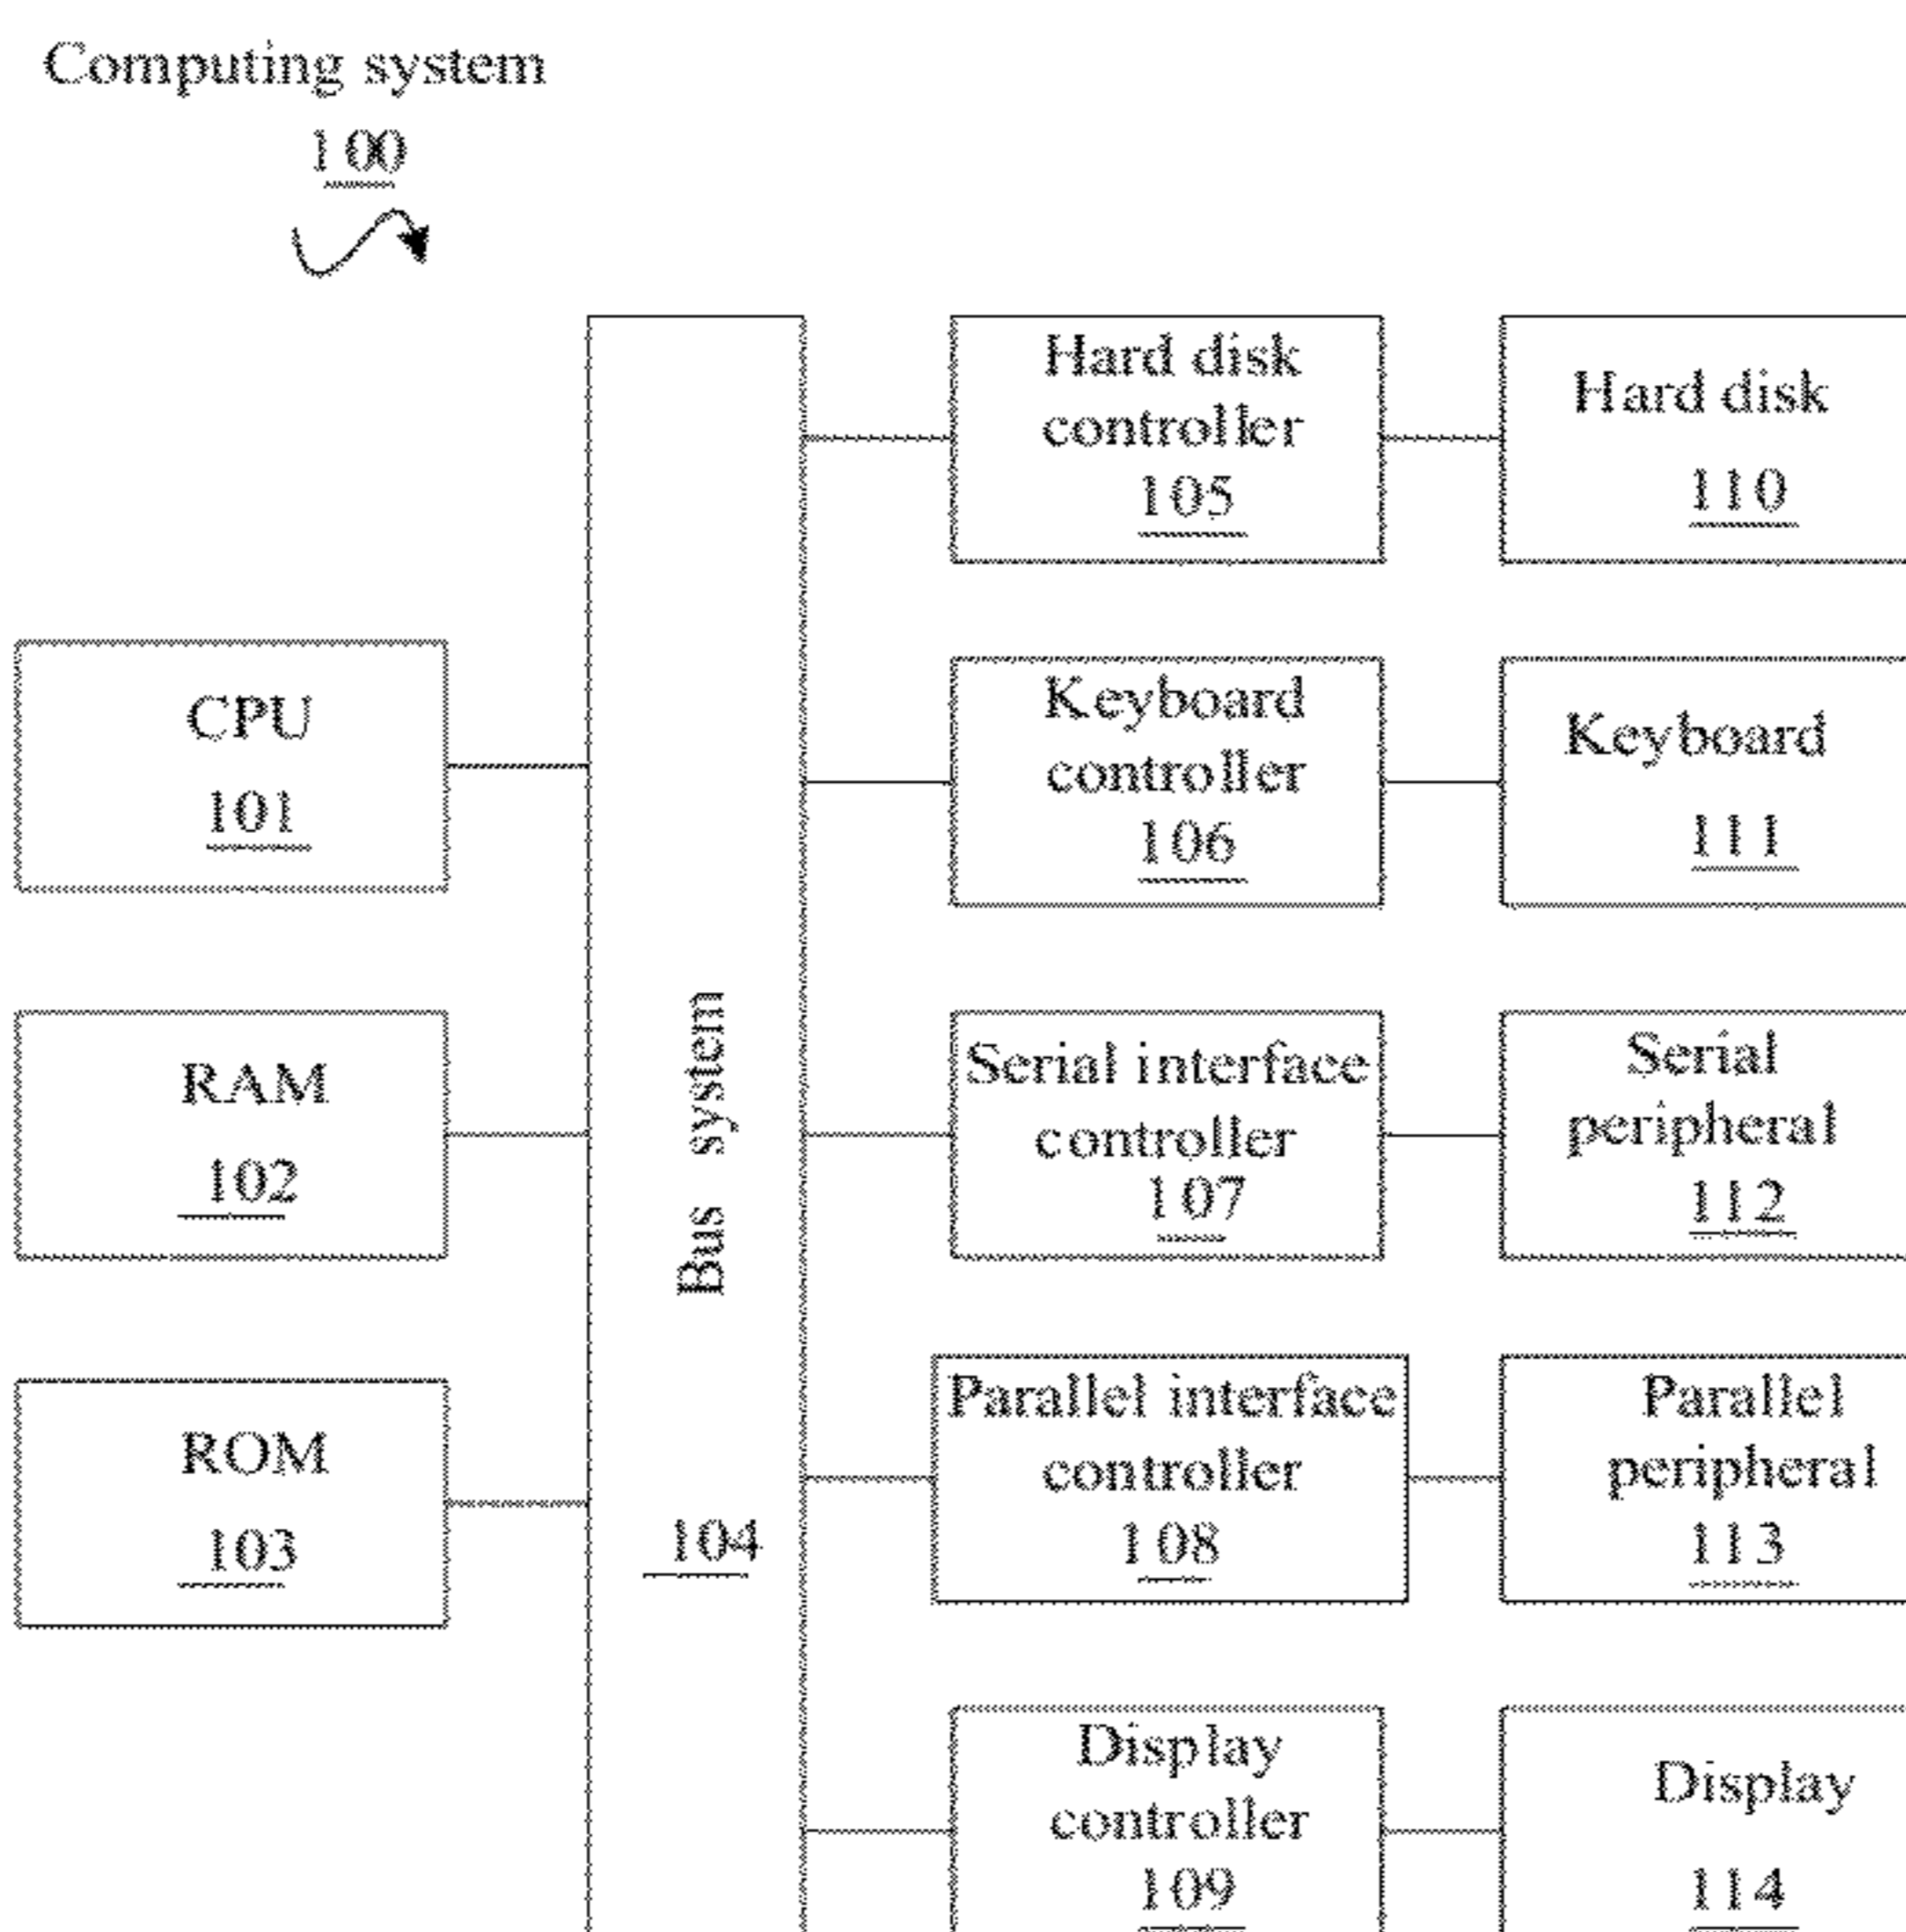 Computing system
100
Hard disk
controller
105
Hard disk
110
CPU
101
Keyboard
controller
106
Keyboard
111
RAM
102
Bus system
104
Serial interface
controller
107
Serial
peripheral
112
ROM
103
Parallel interface
controller
108
Parallel
peripheral
113
Display
controller
109
Display
114